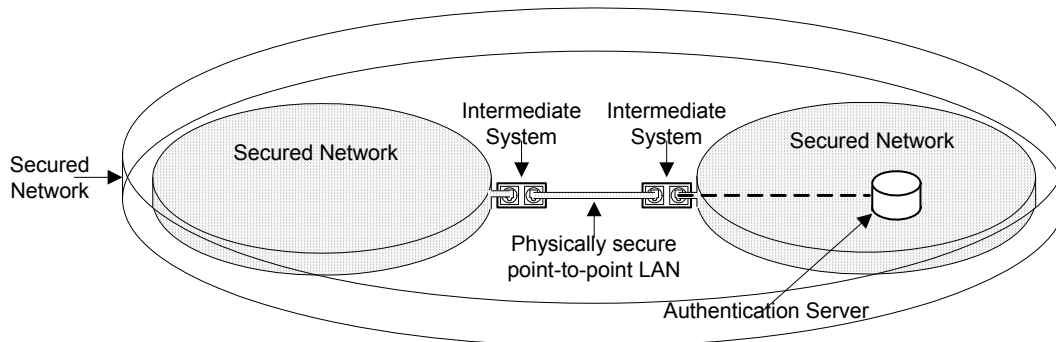 Intermediate
System
Intermediate
System
Secured Network
Secured Network
Secured
Network
Physically secure
point-to-point LAN
Authentication Server